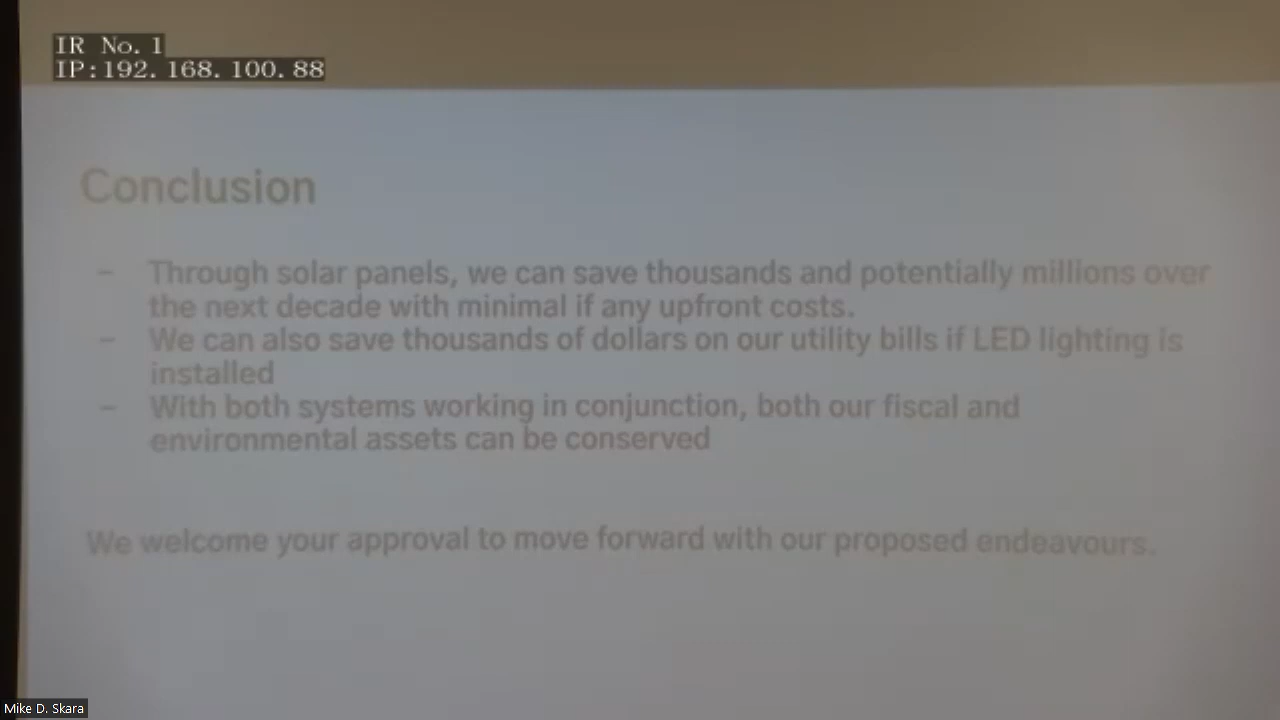 IR No. 1
IP:192. 168. 100. 88
Conclusion
- Through solar panels, we can save thousands and potentially millions over
the next decade with minimal if any upfront costs.
- We can also save thousands of dollars on our utility bills if LED lighting is
installed
- With both systems working in conjunction, both our fiscal and
environmental assets can be conserved
We welcome your approval to move forward with our proposed endeavours.
Mike D. Skara